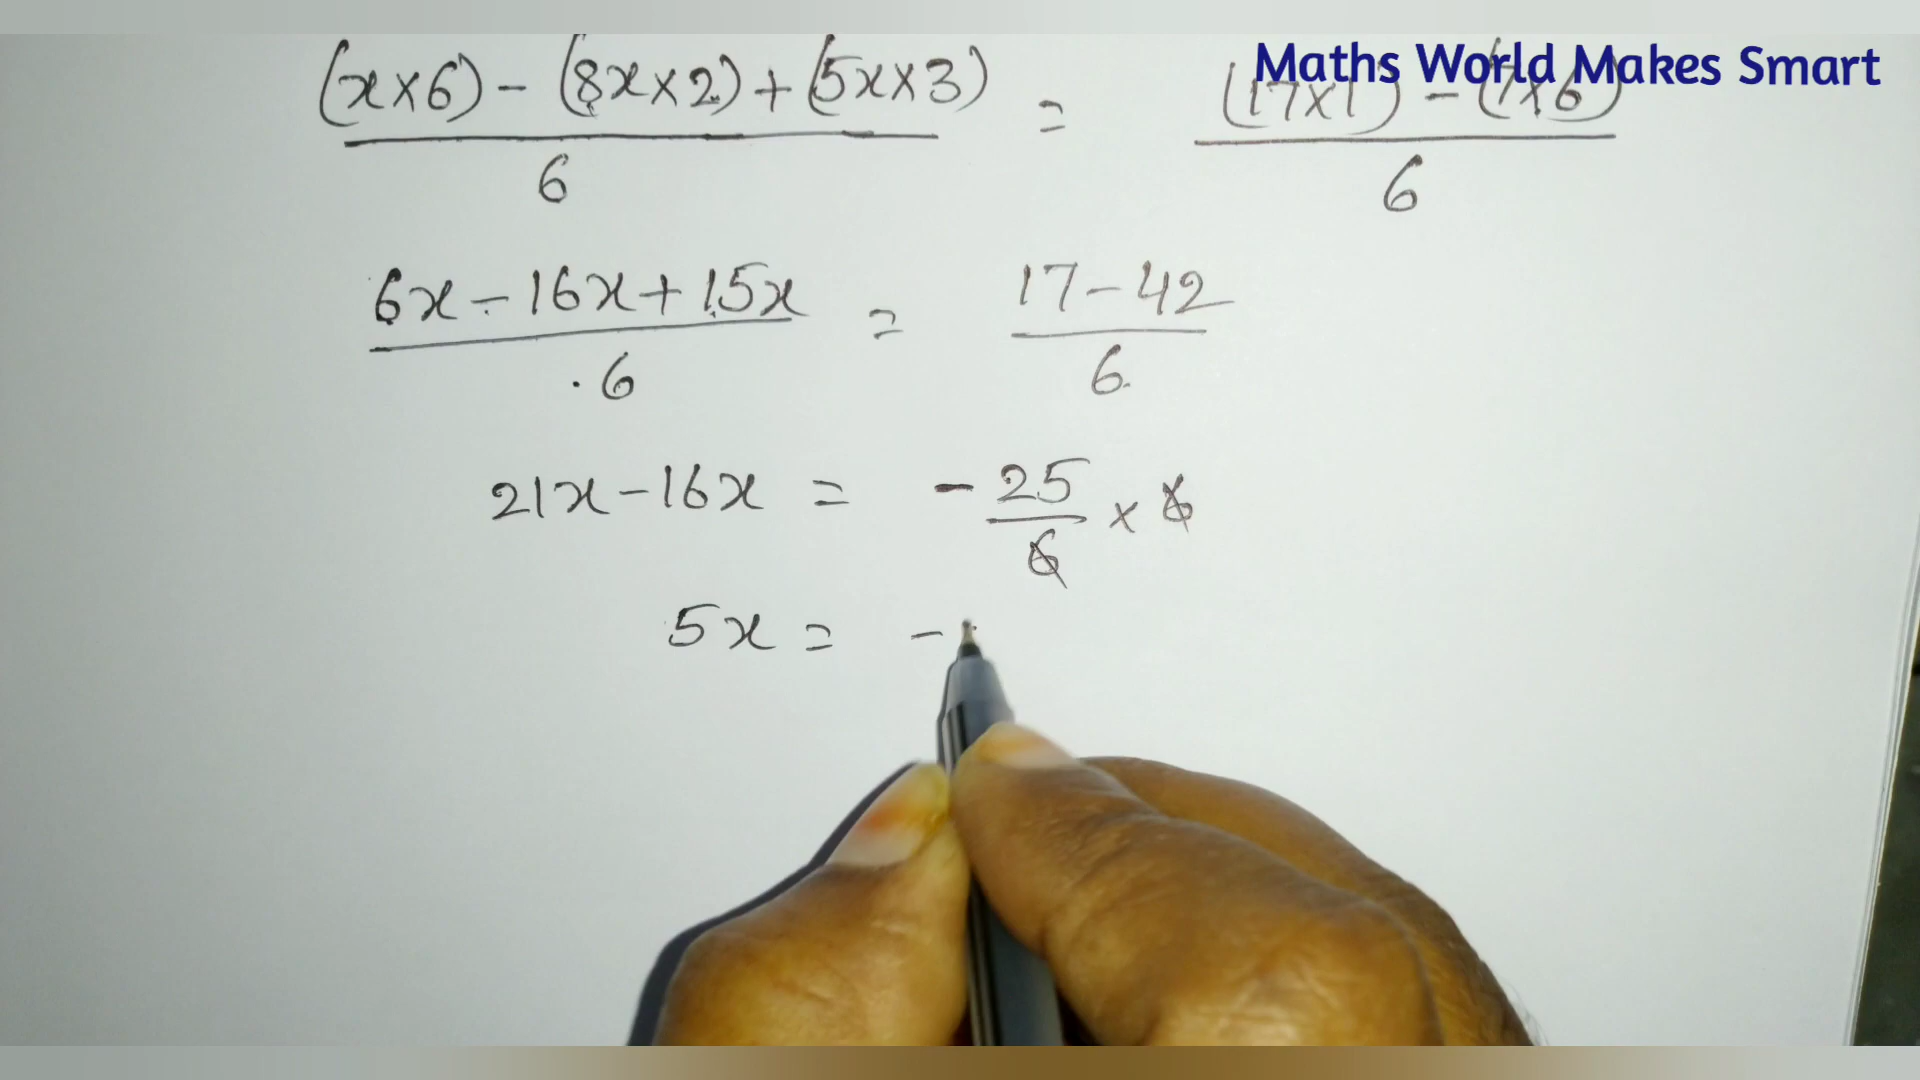 Maths World Makes Smart
(x×6) - (8x×2) + (5x×3) = (17×1) - (7×6)
6 6
6x - 16x + 15x = 17 - 42
6 6
21x - 16x = - 25 × 6
6
5x = -